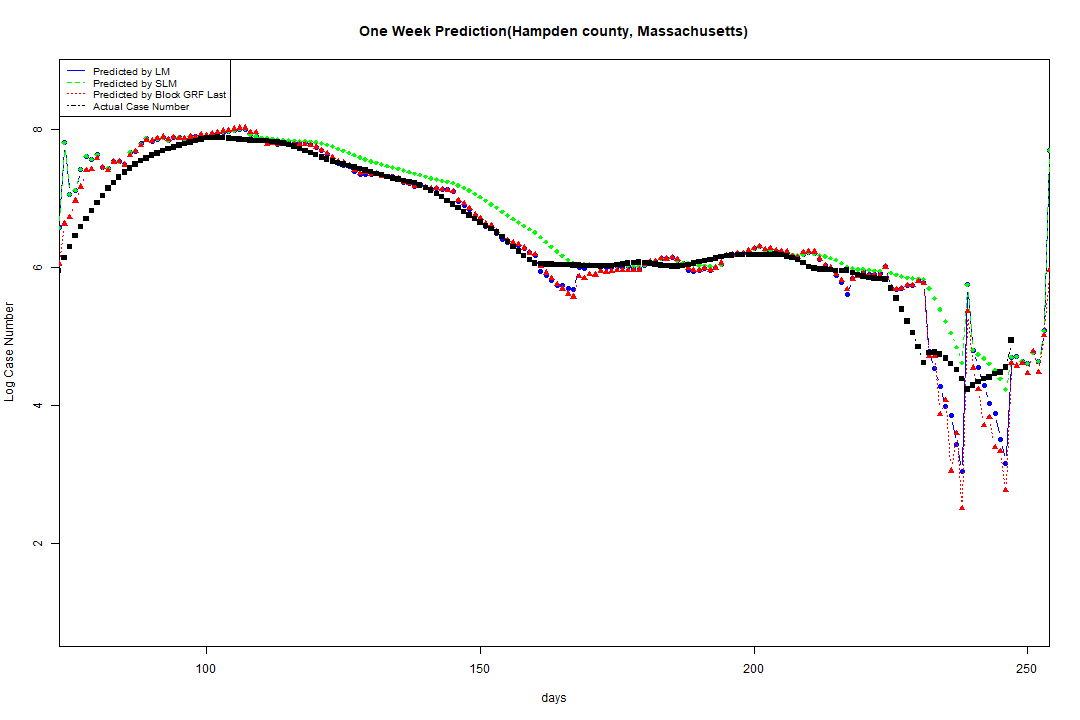 One Week Prediction(Hampden county, Massachusetts)
Predicted by LM
Predicted by SLM
Predicted by Block GRF Last
Actual Case Number
8
6
4
2
Log Case Number
100 150 200 250
days